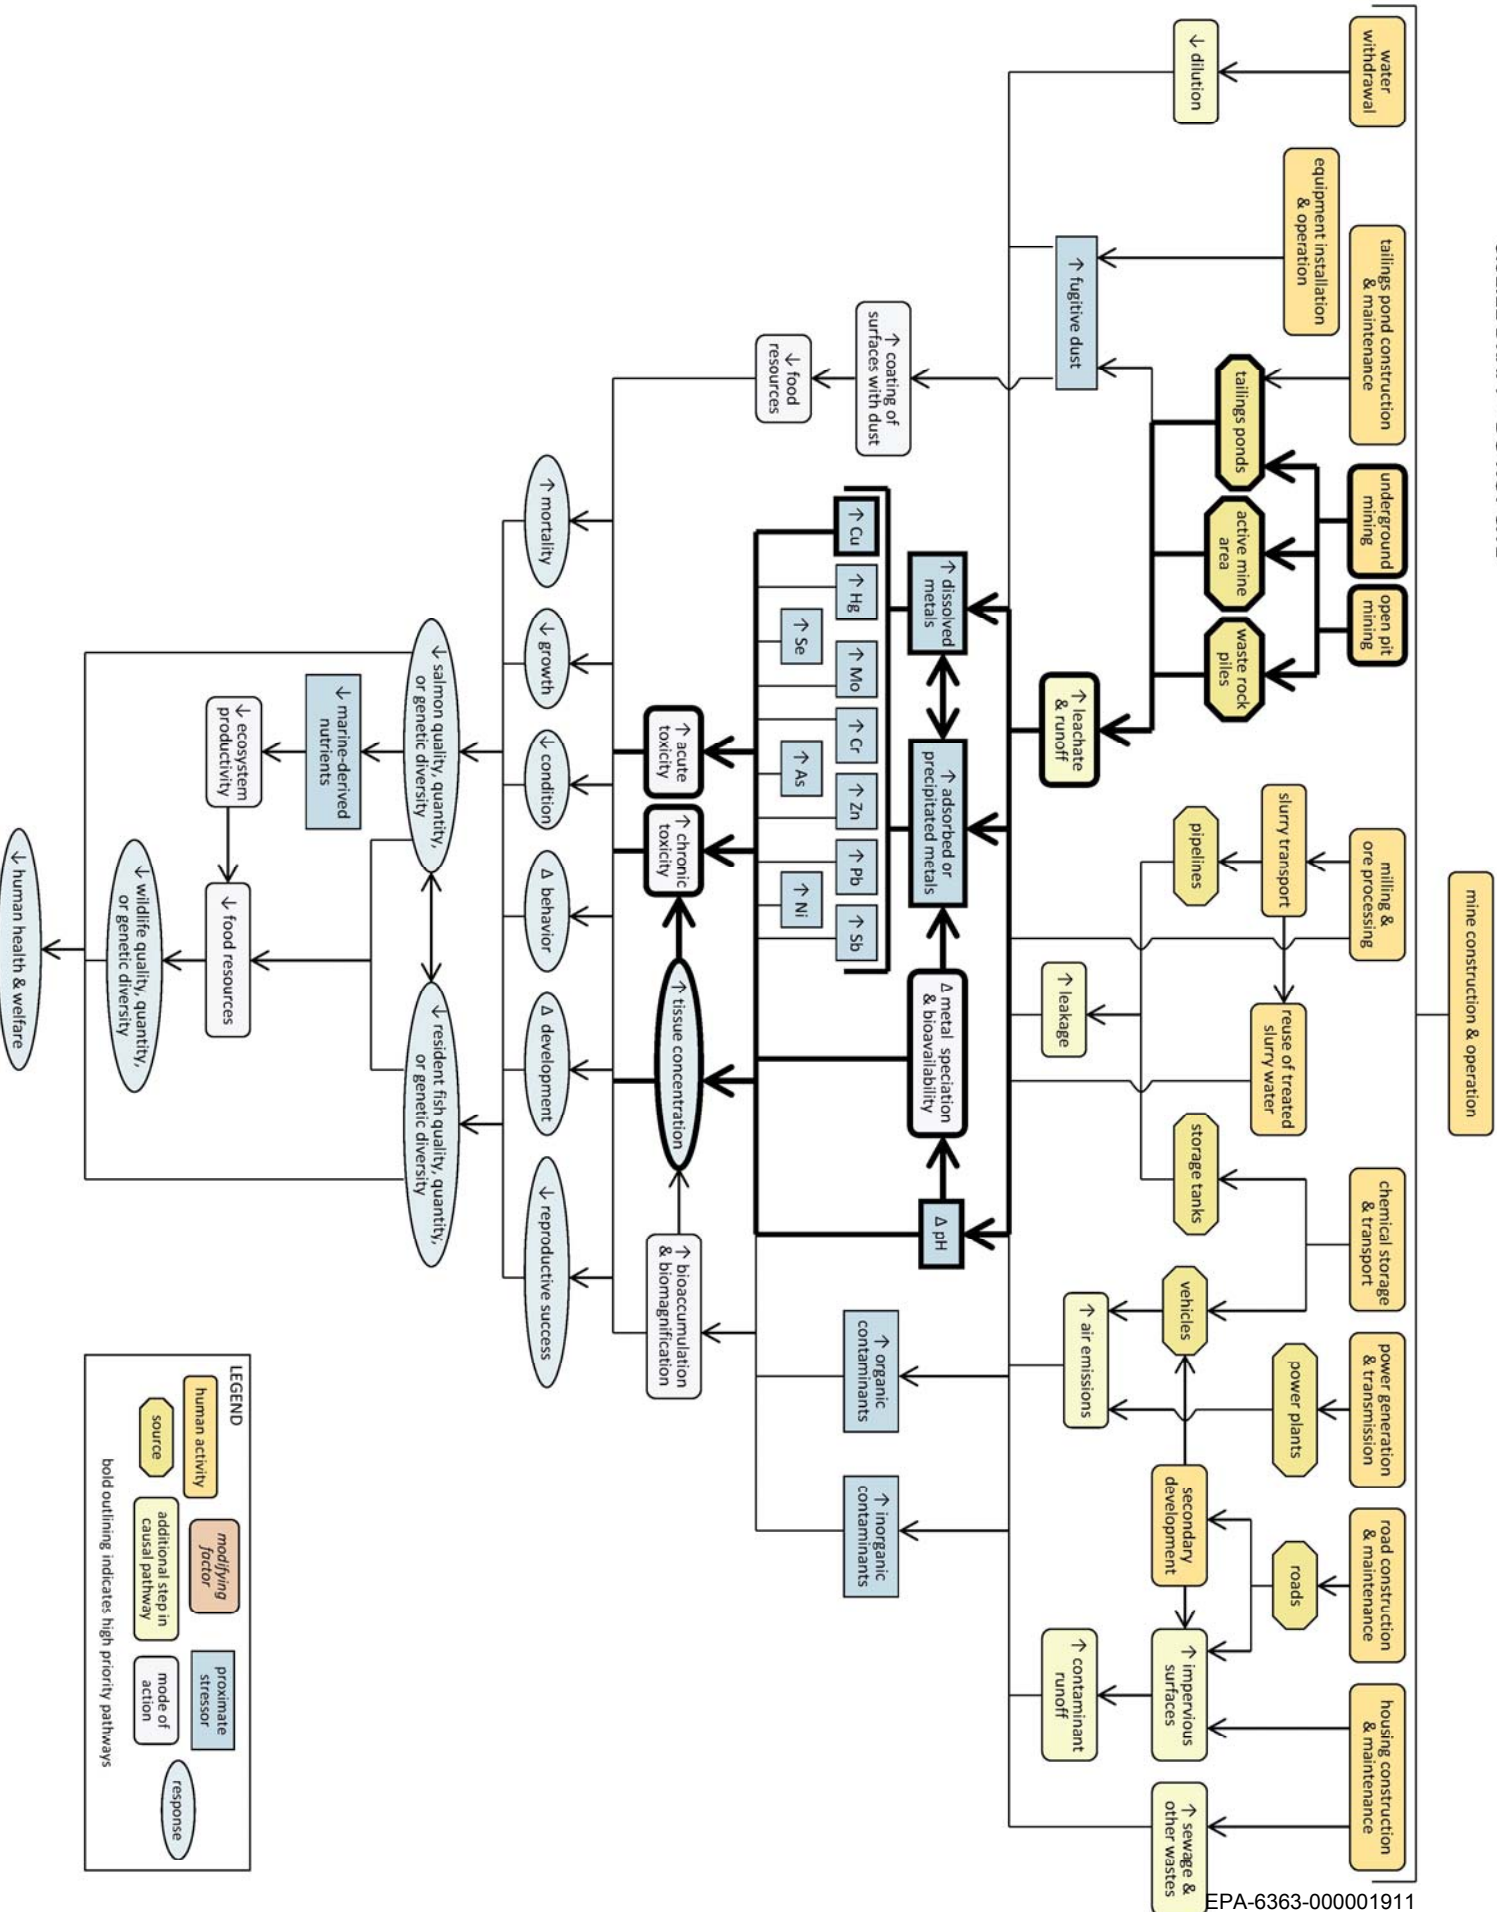 mine construction & operation
water
withdrawal
tailings pond construction
& maintenance
underground
mining
open pit
mining
milling &
ore processing
chemical storage
& transport
power generation
& transmission
road construction
& maintenance
housing construction
& maintenance
equipment installation
& operation
slurry transport
reuse of treated
slurry water
power plants
roads
↓ dilution
tailings ponds
active mine
area
waste rock
piles
pipelines
storage tanks
vehicles
secondary
development
↑ impervious
surfaces
↑ sewage &
other wastes
↑ fugitive dust
↑ leachate
& runoff
↑ leakage
↑ air emissions
↑ contaminant
runoff
↑ dissolved
metals
↑ adsorbed or
precipitated metals
Δ metal speciation
& bioavailability
Δ pH
↑ coating of
surfaces with dust
↑ Cu
↑ Hg
↑ Mo
↑ Cr
↑ Zn
↑ Pb
↑ Sb
↑ organic
contaminants
↑ inorganic
contaminants
↓ food
resources
↑ Se
↑ As
↑ Ni
↑ acute
toxicity
↑ chronic
toxicity
↑ tissue concentration
↑ bioaccumulation
& biomagnification
↑ mortality
↓ growth
↓ condition
Δ behavior
Δ development
↓ reproductive success
↓ salmon quality, quantity,
or genetic diversity
↓ resident fish quality, quantity,
or genetic diversity
↓ marine-derived
nutrients
↓ ecosystem
productivity
↓ food resources
↓ wildlife quality, quantity,
or genetic diversity
↓ human health & welfare
LEGEND
human activity
modifying
factor
proximate
stressor
source
additional step in
causal pathway
mode of
action
response
bold outlining indicates high priority pathways
EPA-6363-000001911